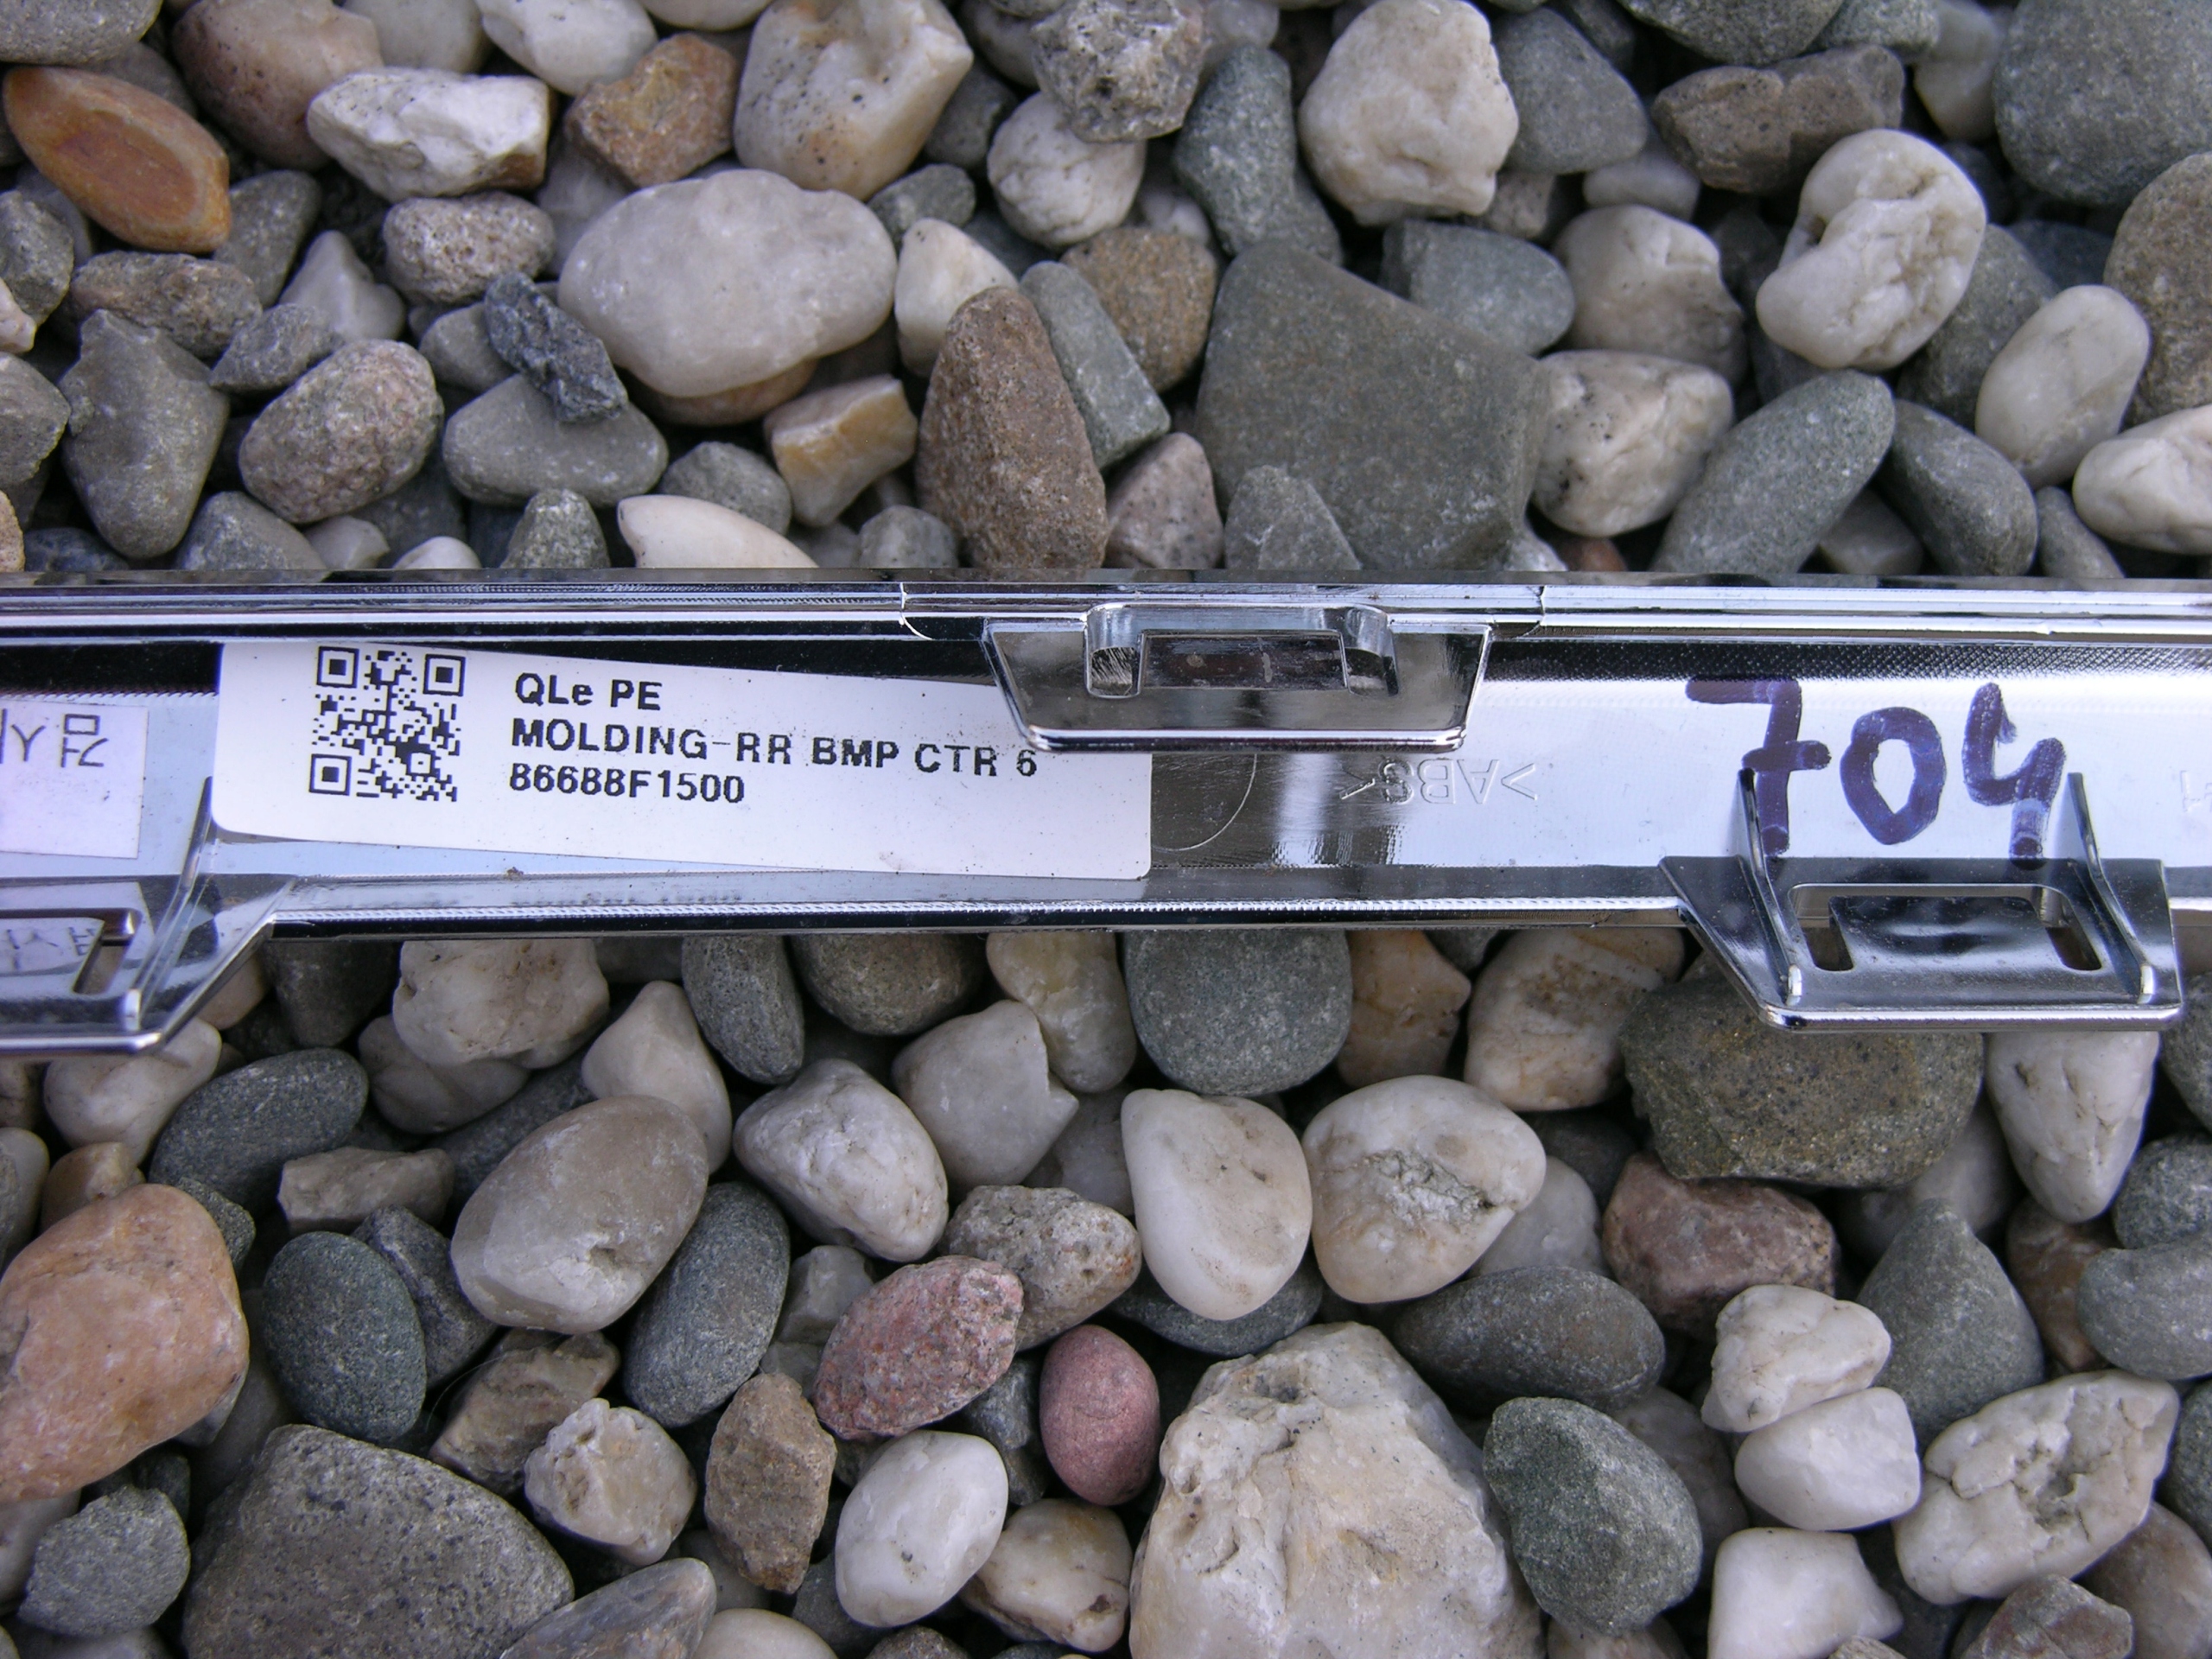 QLe PE
MOLDING-RR BMP CTR 6
86688F1500
>ABS<
704